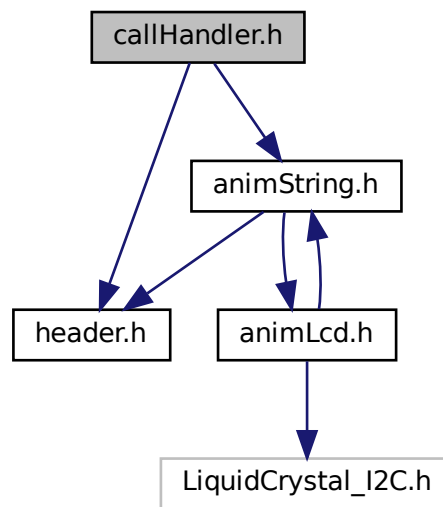 callHandler.h
animString.h
header.h
animLcd.h
LiquidCrystal_I2C.h